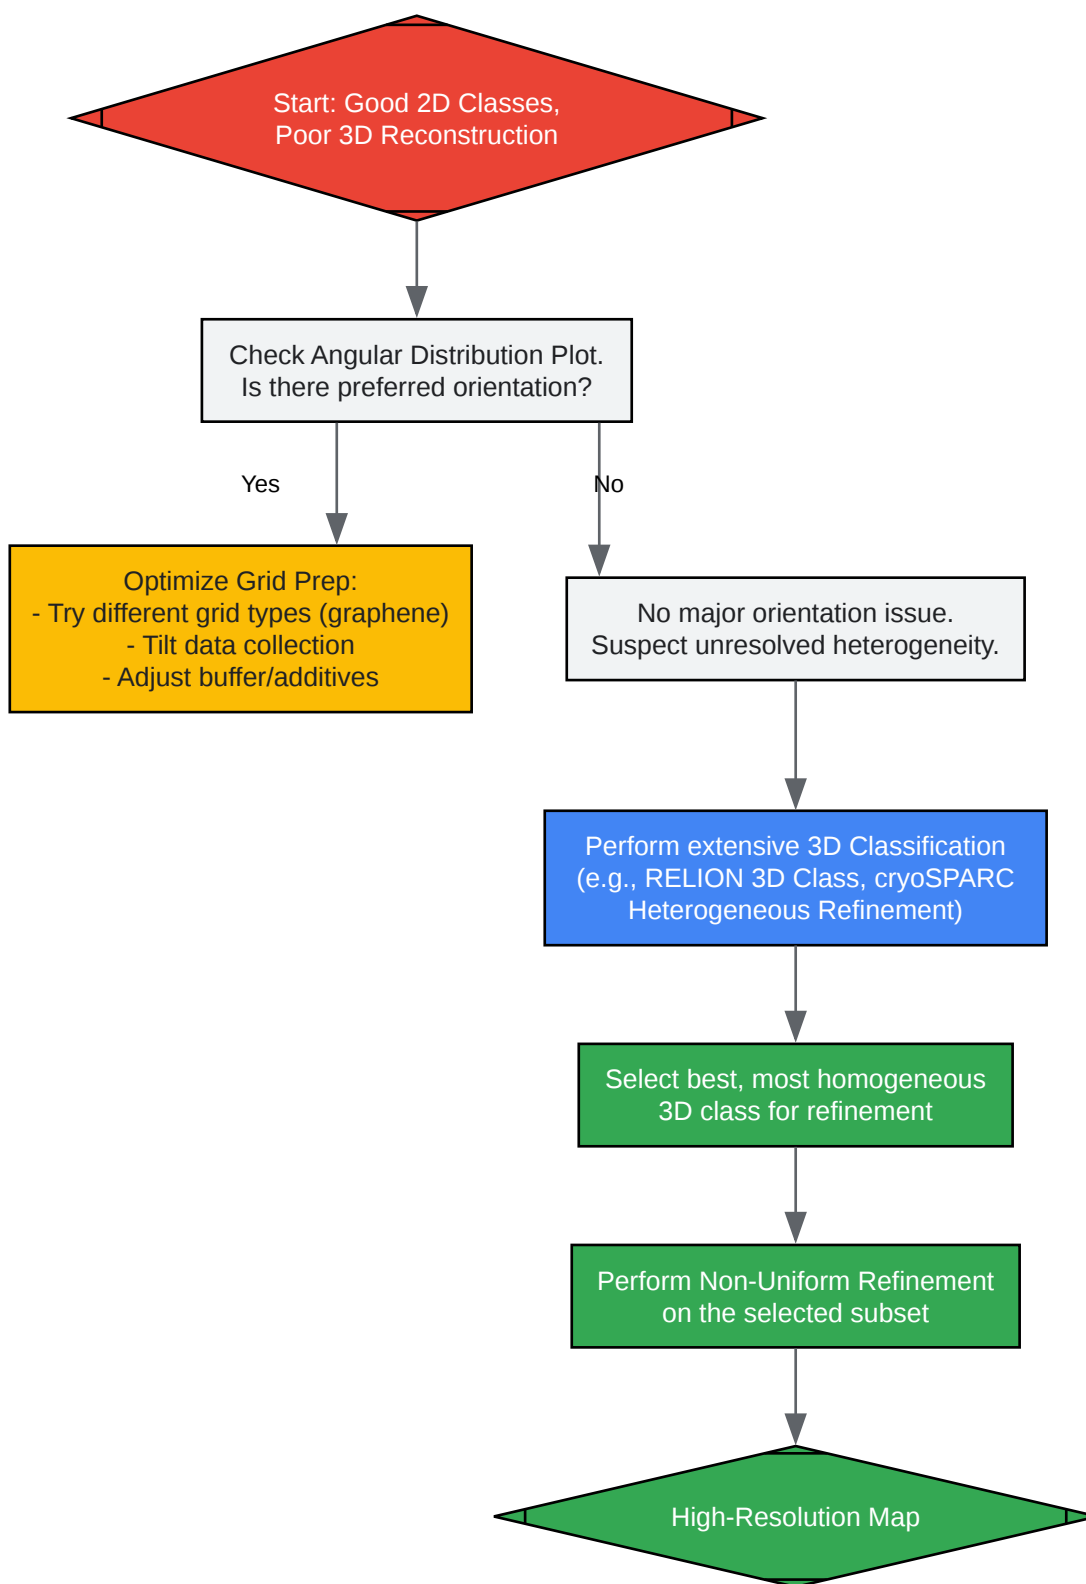 Start: Good 2D Classes,
Poor 3D Reconstruction
Check Angular Distribution Plot.
Is there preferred orientation?
Yes
No
Optimize Grid Prep:
- Try different grid types (graphene)
- Tilt data collection
- Adjust buffer/additives
No major orientation issue.
Suspect unresolved heterogeneity.
Perform extensive 3D Classification
(e.g., RELION 3D Class, cryoSPARC
Heterogeneous Refinement)
Select best, most homogeneous
3D class for refinement
Perform Non-Uniform Refinement
on the selected subset
High-Resolution Map